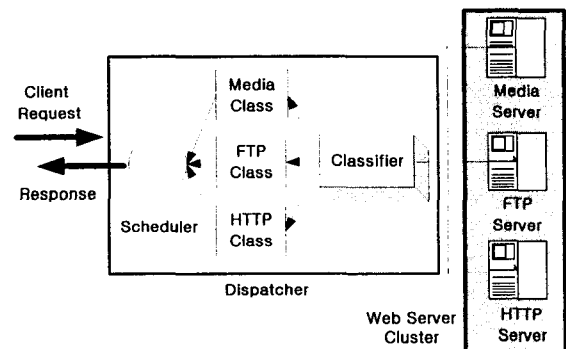 Client
Request
Response
Scheduler
Media
Class
FTP
Class
HTTP
Class
Classifier
Dispatcher
Media
Server
FTP
Server
HTTP
Server
Web Server
Cluster